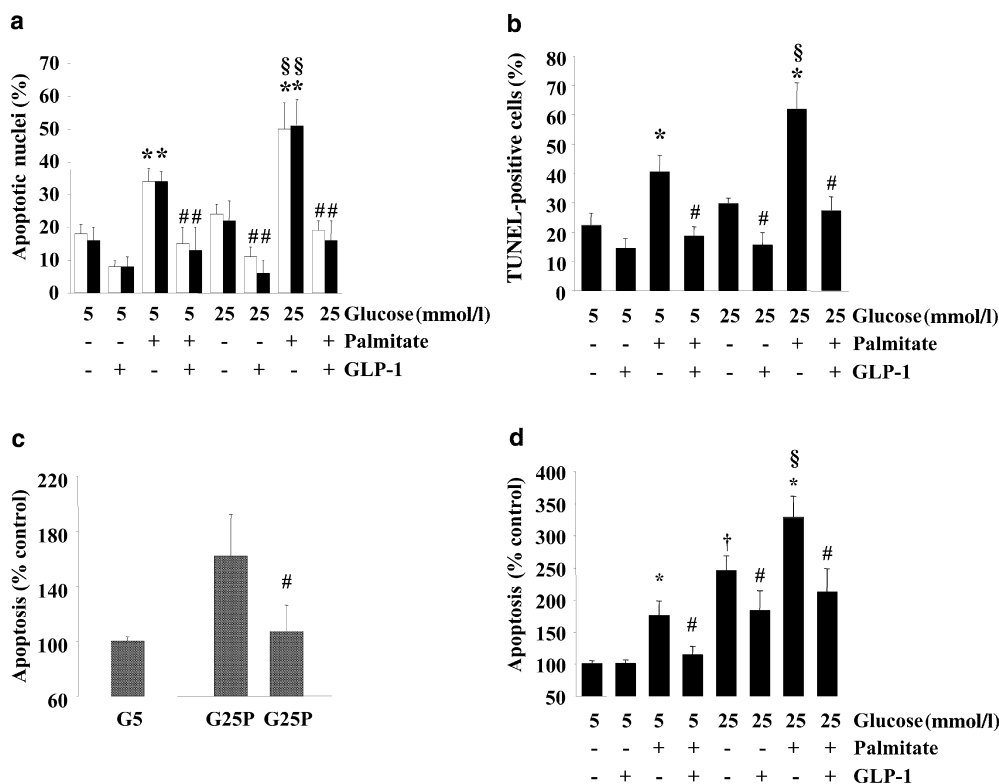 a
Apoptotic nuclei (%)
70
60
50
40
30
20
10
0
** ## ## §§ ** ##
5 5 5 5 25 25 25 25 Glucose (mmol/l)
- - + + - - + + Palmitate
- + - + - + - + GLP-1
b
TUNEL-positive cells (%)
80
70
60
50
40
30
20
10
0
* # # § * #
5 5 5 5 25 25 25 25 Glucose (mmol/l)
- - + + - - + + Palmitate
- + - + - + - + GLP-1
c
Apoptosis (% control)
220
180
140
100
60
#
G5 G25P G25P
d
Apoptosis (% control)
400
350
300
250
200
150
100
50
* # † # § * #
5 5 5 5 25 25 25 25 Glucose (mmol/l)
- - + + - - + + Palmitate
- + - + - + - + GLP-1